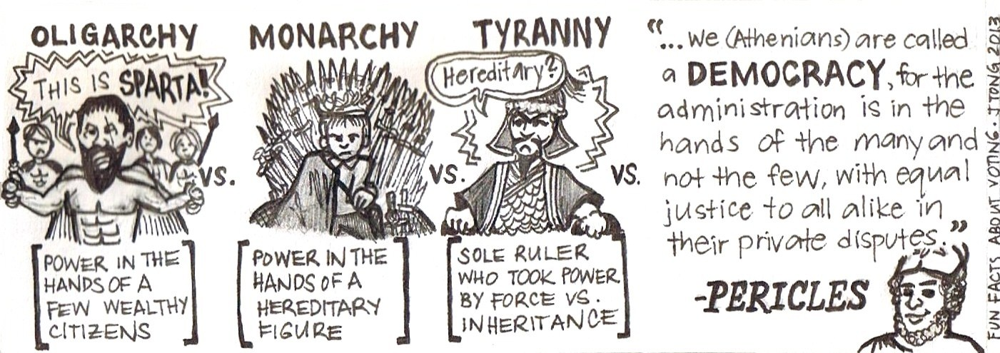 OLIGARCHY
THIS IS SPARTA!
VS.
POWER IN THE
HANDS OF A
FEW WEALTHY
CITIZENS
MONARCHY
VS.
POWER IN THE
HANDS OF A
HEREDITARY
FIGURE
TYRANNY
Hereditary?
VS.
SOLE RULER
WHO TOOK POWER
BY FORCE VS.
INHERITANCE
“...we (Athenians) are called
a DEMOCRACY, for the
administration is in the
hands of the many and
not the few, with equal
justice to all alike in
their private disputes.”
-PERICLES
FUN FACTS ABOUT VOTING. J TONG 2013